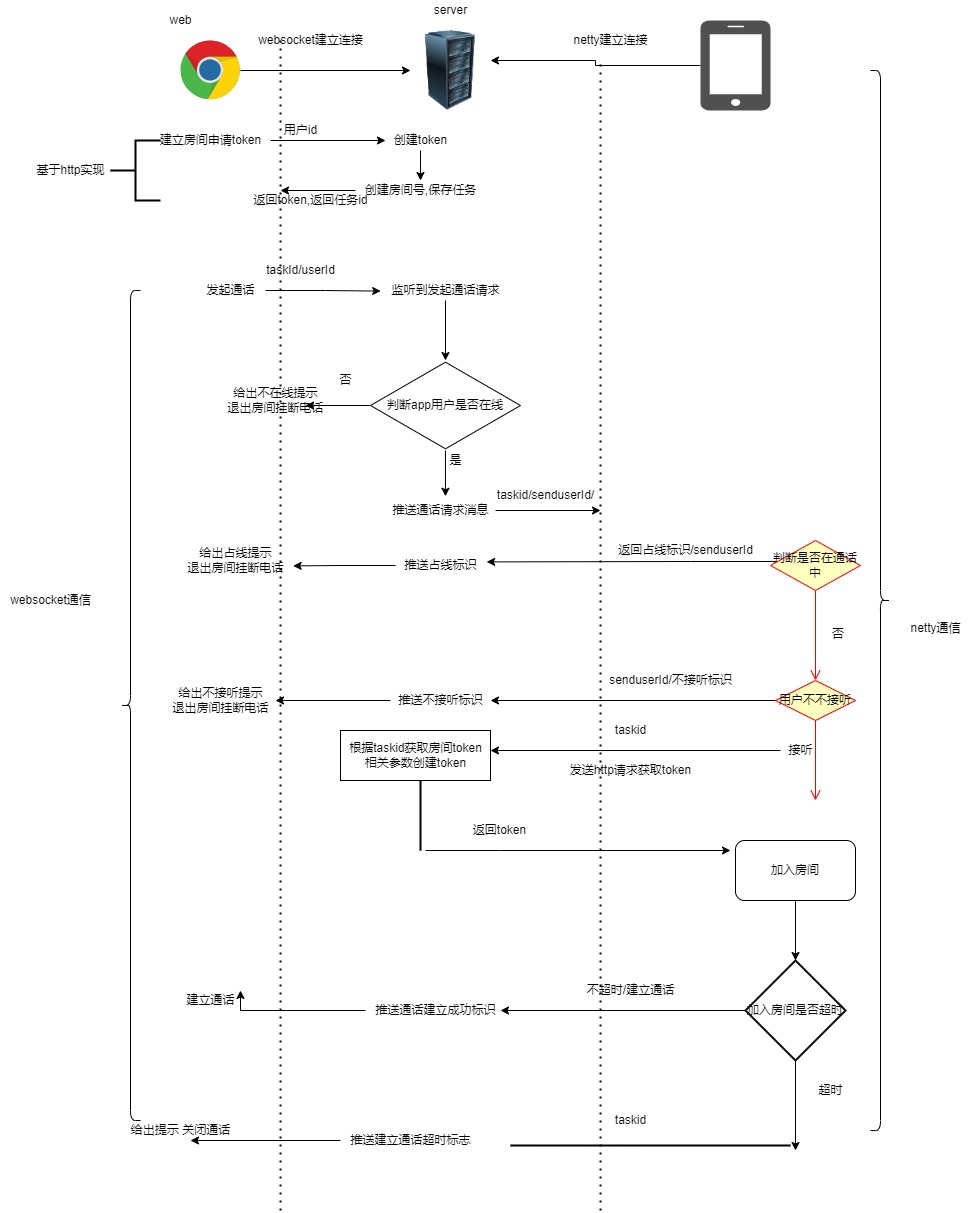 server
web
websocket建立连接
netty建立连接
用户id
建立房间申请token
创建token
基于http实现
创建房间号,保存任务
返回token,返回任务id
taskId/userId
发起通话
监听到发起通话请求
否
给出不在线提示
退出房间挂断电话
判断app用户是否在线
是
taskid/senduserId/
推送通话请求消息
返回占线标识/senduserId
给出占线提示
退出房间挂断电话
推送占线标识
判断是否在通话
中
websocket通信
netty通信
否
senduserId/不接听标识
给出不接听提示
退出房间挂断电话
推送不接听标识
用户不不接听
taskid
根据taskid获取房间token
相关参数创建token
接听
发送http请求获取token
返回token
加入房间
不超时/建立通话
建立通话
推送通话建立成功标识
加入房间是否超时
超时
taskid
给出提示 关闭通话
推送建立通话超时标志